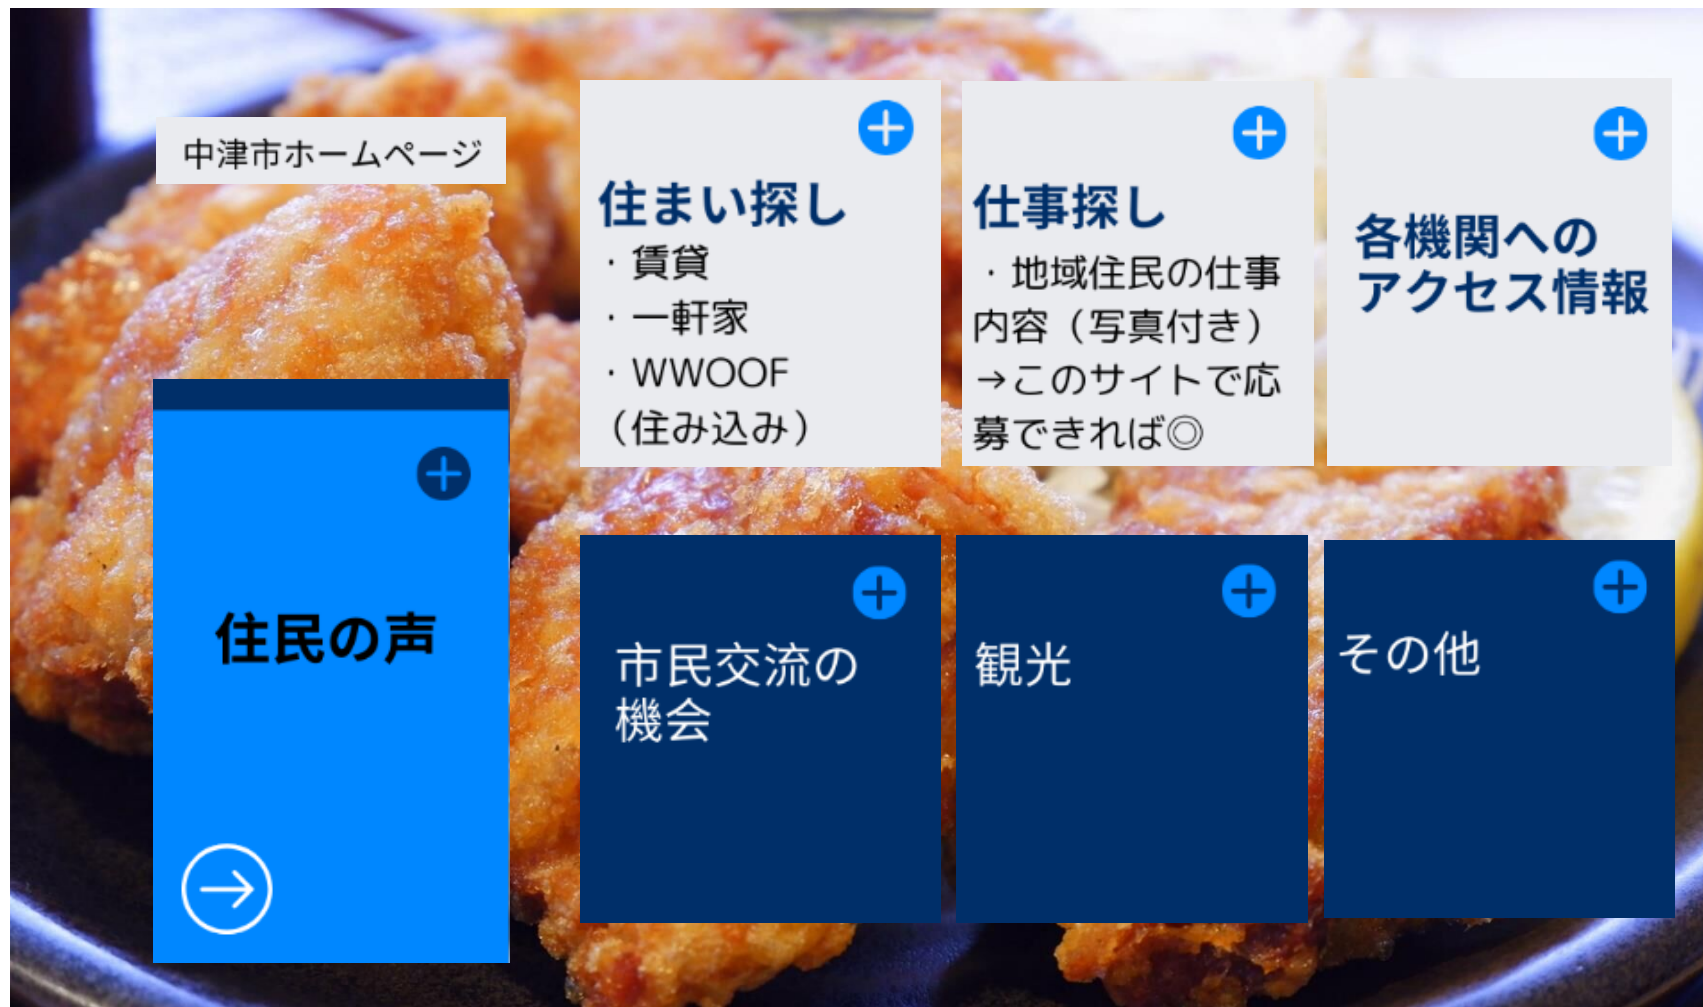 中津市ホームページ
住まい探し
・賃貸
・一軒家
・WWOOF
（住み込み）
仕事探し
・地域住民の仕事
内容（写真付き）
→このサイトで応
募できれば◎
各機関への
アクセス情報
住民の声
市民交流の
機会
観光
その他